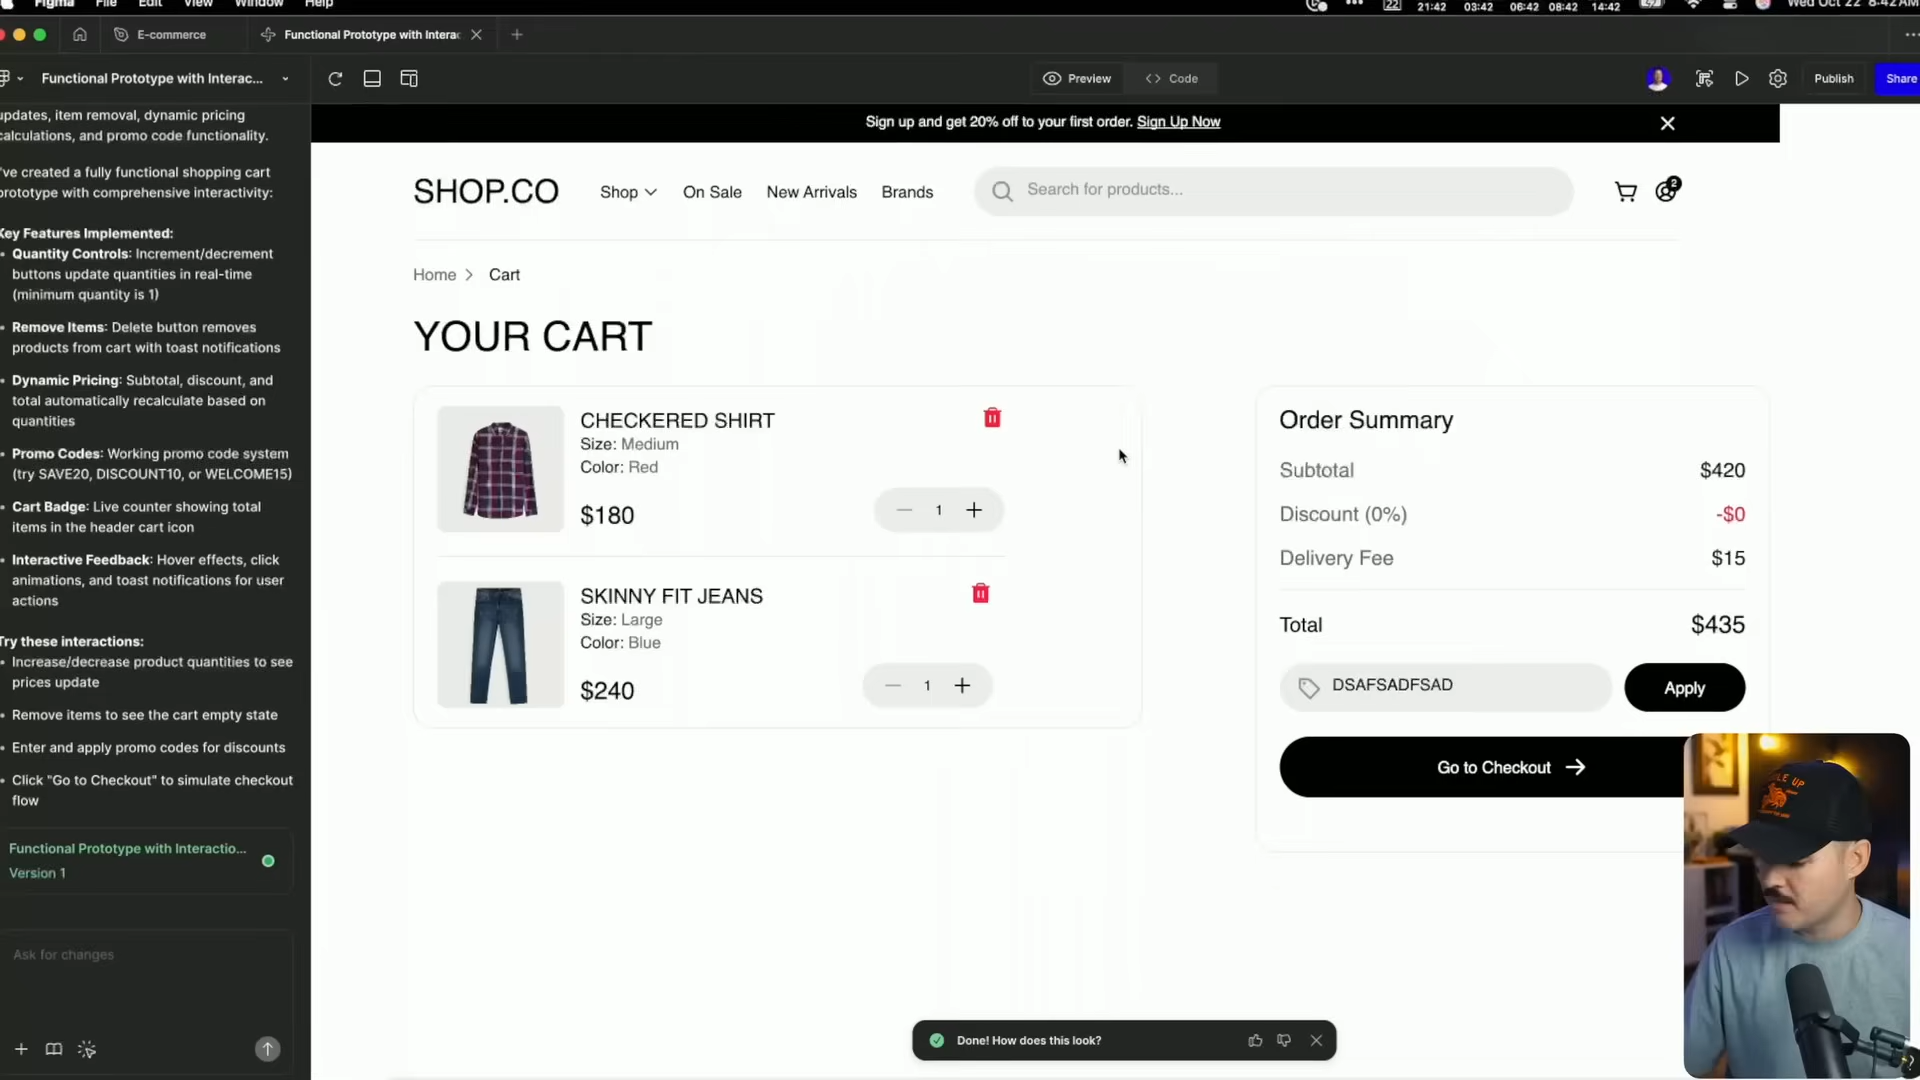 Figma File Edit View Window Help 22 21:42 03:42 06:42 08:42 14:42 Wed Oct 22 8:42AM
E-commerce Functional Prototype with Intera
Functional Prototype with Interac... Preview Code Publish Share
updates, item removal, dynamic pricing
calculations, and promo code functionality.
I've created a fully functional shopping cart
prototype with comprehensive interactivity:
Key Features Implemented:
• Quantity Controls: Increment/decrement
buttons update quantities in real-time
(minimum quantity is 1)
• Remove Items: Delete button removes
products from cart with toast notifications
• Dynamic Pricing: Subtotal, discount, and
total automatically recalculate based on
quantities
• Promo Codes: Working promo code system
(try SAVE20, DISCOUNT10, or WELCOME15)
• Cart Badge: Live counter showing total
items in the header cart icon
• Interactive Feedback: Hover effects, click
animations, and toast notifications for user
actions
Try these interactions:
• Increase/decrease product quantities to see
prices update
• Remove items to see the cart empty state
• Enter and apply promo codes for discounts
• Click "Go to Checkout" to simulate checkout
flow
Functional Prototype with Interactio...
Version 1
Ask for changes
Sign up and get 20% off to your first order. Sign Up Now
SHOP.CO Shop On Sale New Arrivals Brands Search for products... 2
Home > Cart
YOUR CART
CHECKERED SHIRT
Size: Medium
Color: Red
$180 — 1 +
SKINNY FIT JEANS
Size: Large
Color: Blue
$240 — 1 +
Order Summary
Subtotal $420
Discount (0%) -$0
Delivery Fee $15
Total $435
DSAFSADFSAD Apply
Go to Checkout →
Done! How does this look?